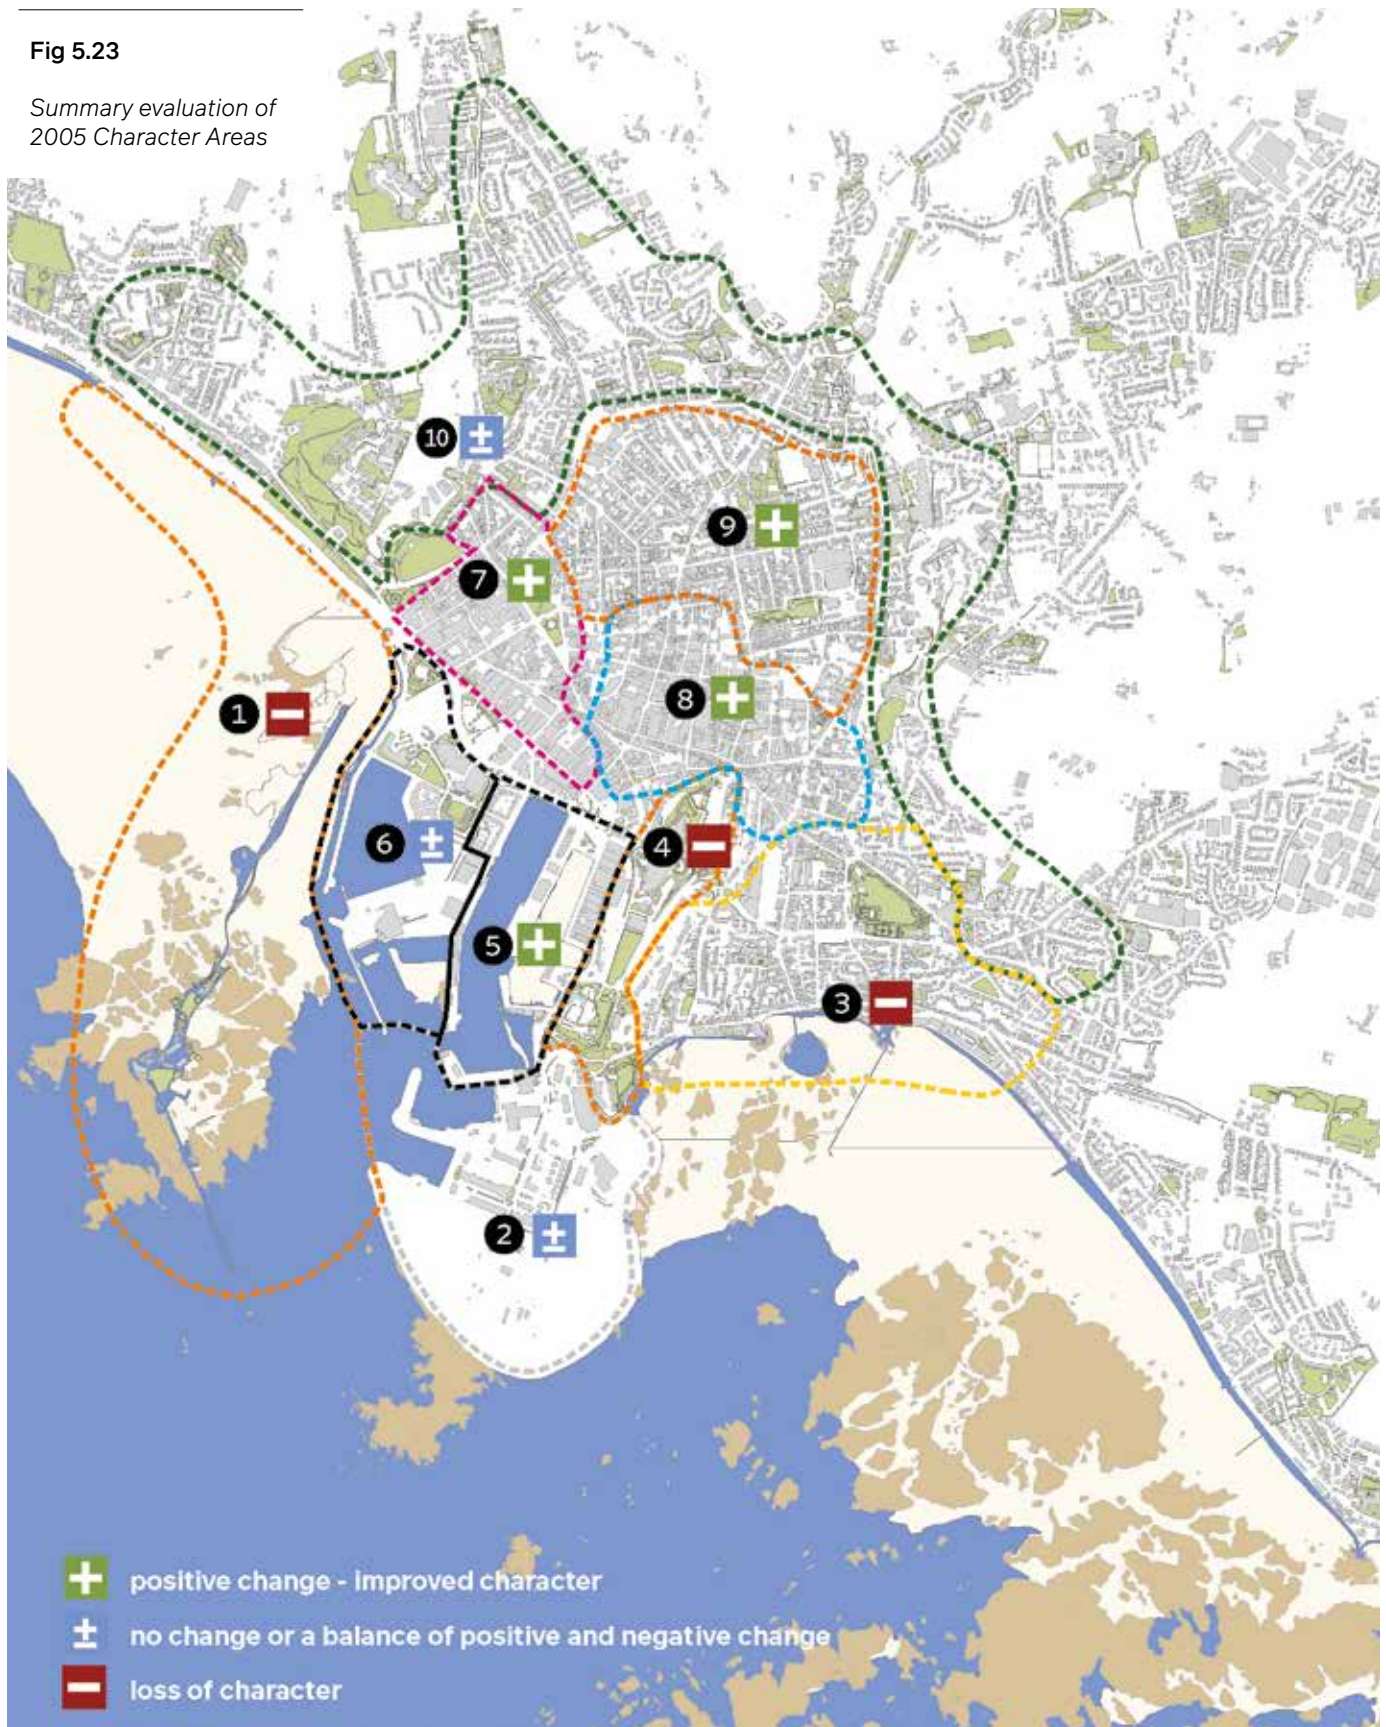 Fig 5.23
Summary evaluation of
2005 Character Areas
10 ±
9 +
7 +
8 +
1 −
6 ±
4 −
5 +
3 −
2 ±
+ positive change - improved character
± no change or a balance of positive and negative change
− loss of character